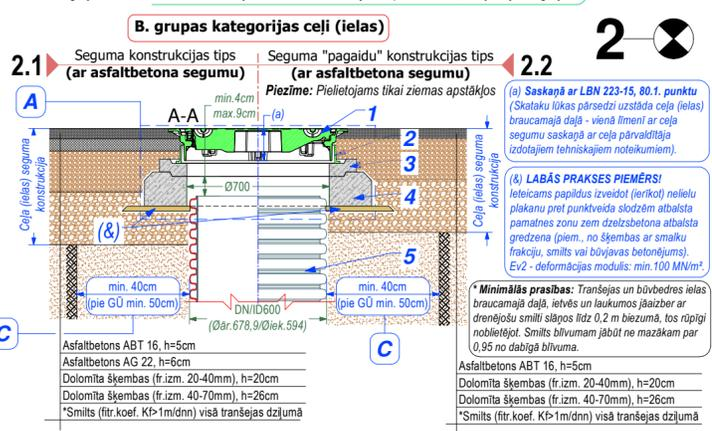 B. grupas kategorijas ceļi (ielas)
2
2.1
Seguma konstrukcijas tips
(ar asfaltbetona segumu)
Seguma "pagaidu" konstrukcijas tips
(ar asfaltbetona segumu)
2.2
Piezīme: Pielietojams tikai ziemas apstākļos
A
A-A
min.4cm
max.9cm
(a)
1
2
3
4
5
Ø700
(&)
Ceļa (ielas) seguma
konstrukcija
Ceļa (ielas) seguma
konstrukcija
min. 40cm
(pie GŪ min. 50cm)
min. 40cm
(pie GŪ min. 50cm)
DN/ID600
(Øār.678,9/Øiek.594)
C
C
Asfaltbetons ABT 16, h=5cm
Asfaltbetons AG 22, h=6cm
Dolomīta šķembas (fr.izm. 20-40mm), h=20cm
Dolomīta šķembas (fr.izm. 40-70mm), h=26cm
*Smilts (fitr.koef. Kf>1m/dnn) visā tranšejas dziļumā
(a) Saskaņā ar LBN 223-15, 80.1. punktu
(Skataku lūkas pārsedzi uzstāda ceļa (ielas)
braucamajā daļā - vienā līmenī ar ceļa
segumu saskaņā ar ceļa pārvaldītāja
izdotajiem tehniskajiem noteikumiem).
(&) LABĀS PRAKSES PIEMĒRS!
Ieteicams papildus izveidot (ierīkot) nelielu
plakanu pret punktveida slodzēm atbalsta
pamatnes zonu zem dzelzsbetona atbalsta
gredzena (piem., no šķembas ar smalku
frakciju, smilts vai būvjavas betonējums).
Ev2 - deformācijas modulis: min.100 MN/m².
* Minimālās prasības: Tranšejas un būvbedres ielas
braucamajā daļā, ietvēs un laukumos jāaizber ar
drenējošu smilti slāņos līdz 0,2 m biezumā, tos rūpīgi
noblietējot. Smilts blīvumam jābūt ne mazākam par
0,95 no dabīgā blīvuma.
Asfaltbetons ABT 16, h=5cm
Dolomīta šķembas (fr.izm. 20-40mm), h=20cm
Dolomīta šķembas (fr.izm. 40-70mm), h=26cm
*Smilts (fitr.koef. Kf>1m/dnn) visā tranšejas dziļumā